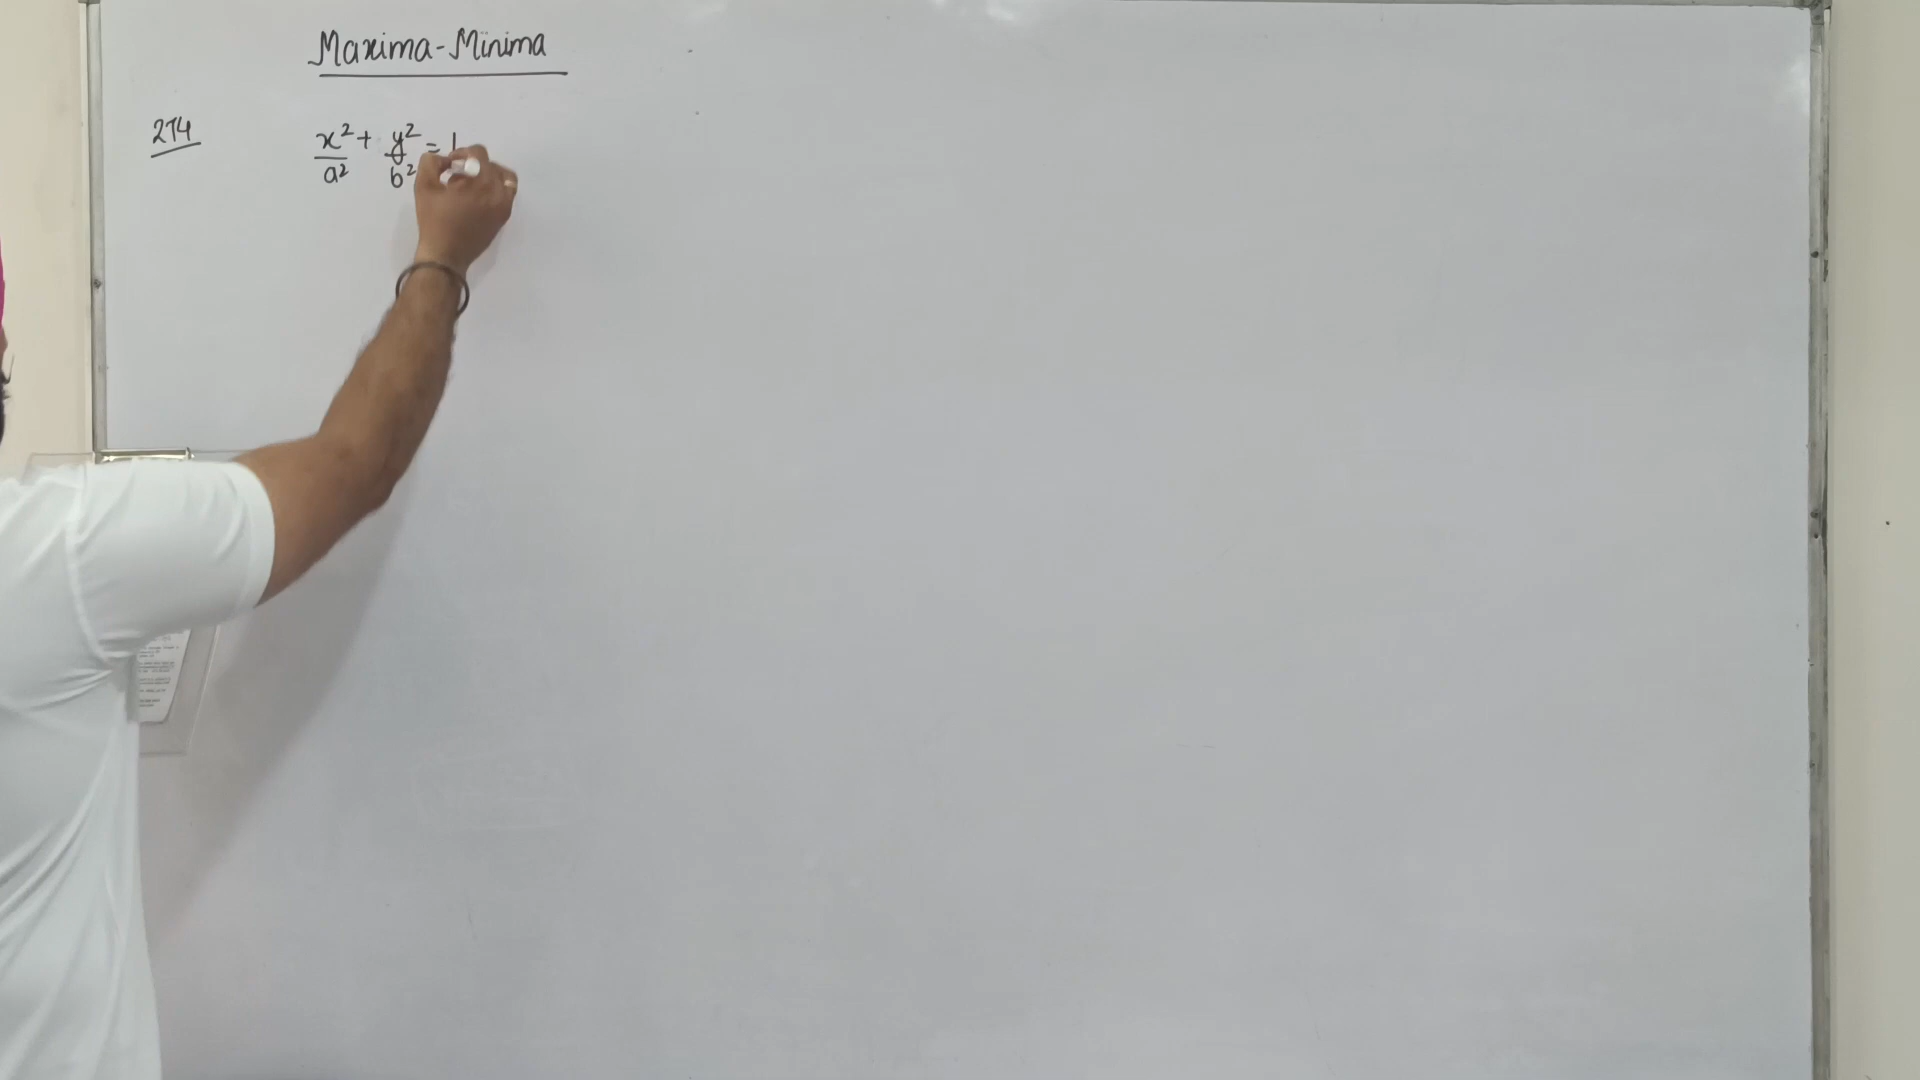 Maxima-Minima
274
x²/a² + y²/b² = 1